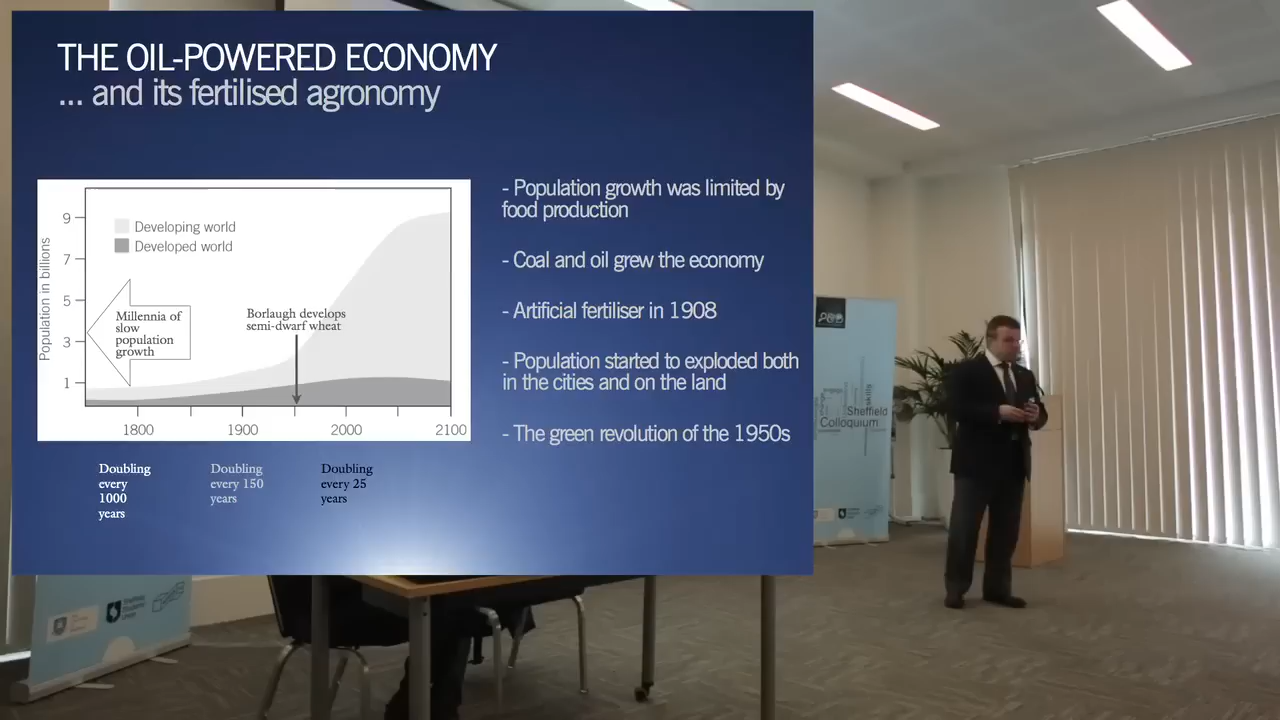 THE OIL-POWERED ECONOMY
... and its fertilised agronomy
Population in billions
9
7
5
3
1
Developing world
Developed world
Millennia of
slow
population
growth
Borlaugh develops
semi-dwarf wheat
1800
1900
2000
2100
Doubling
every
1000
years
Doubling
every 150
years
Doubling
every 25
years
- Population growth was limited by
food production
- Coal and oil grew the economy
- Artificial fertiliser in 1908
- Population started to exploded both
in the cities and on the land
- The green revolution of the 1950s
skills
Sheffield
Colloquium